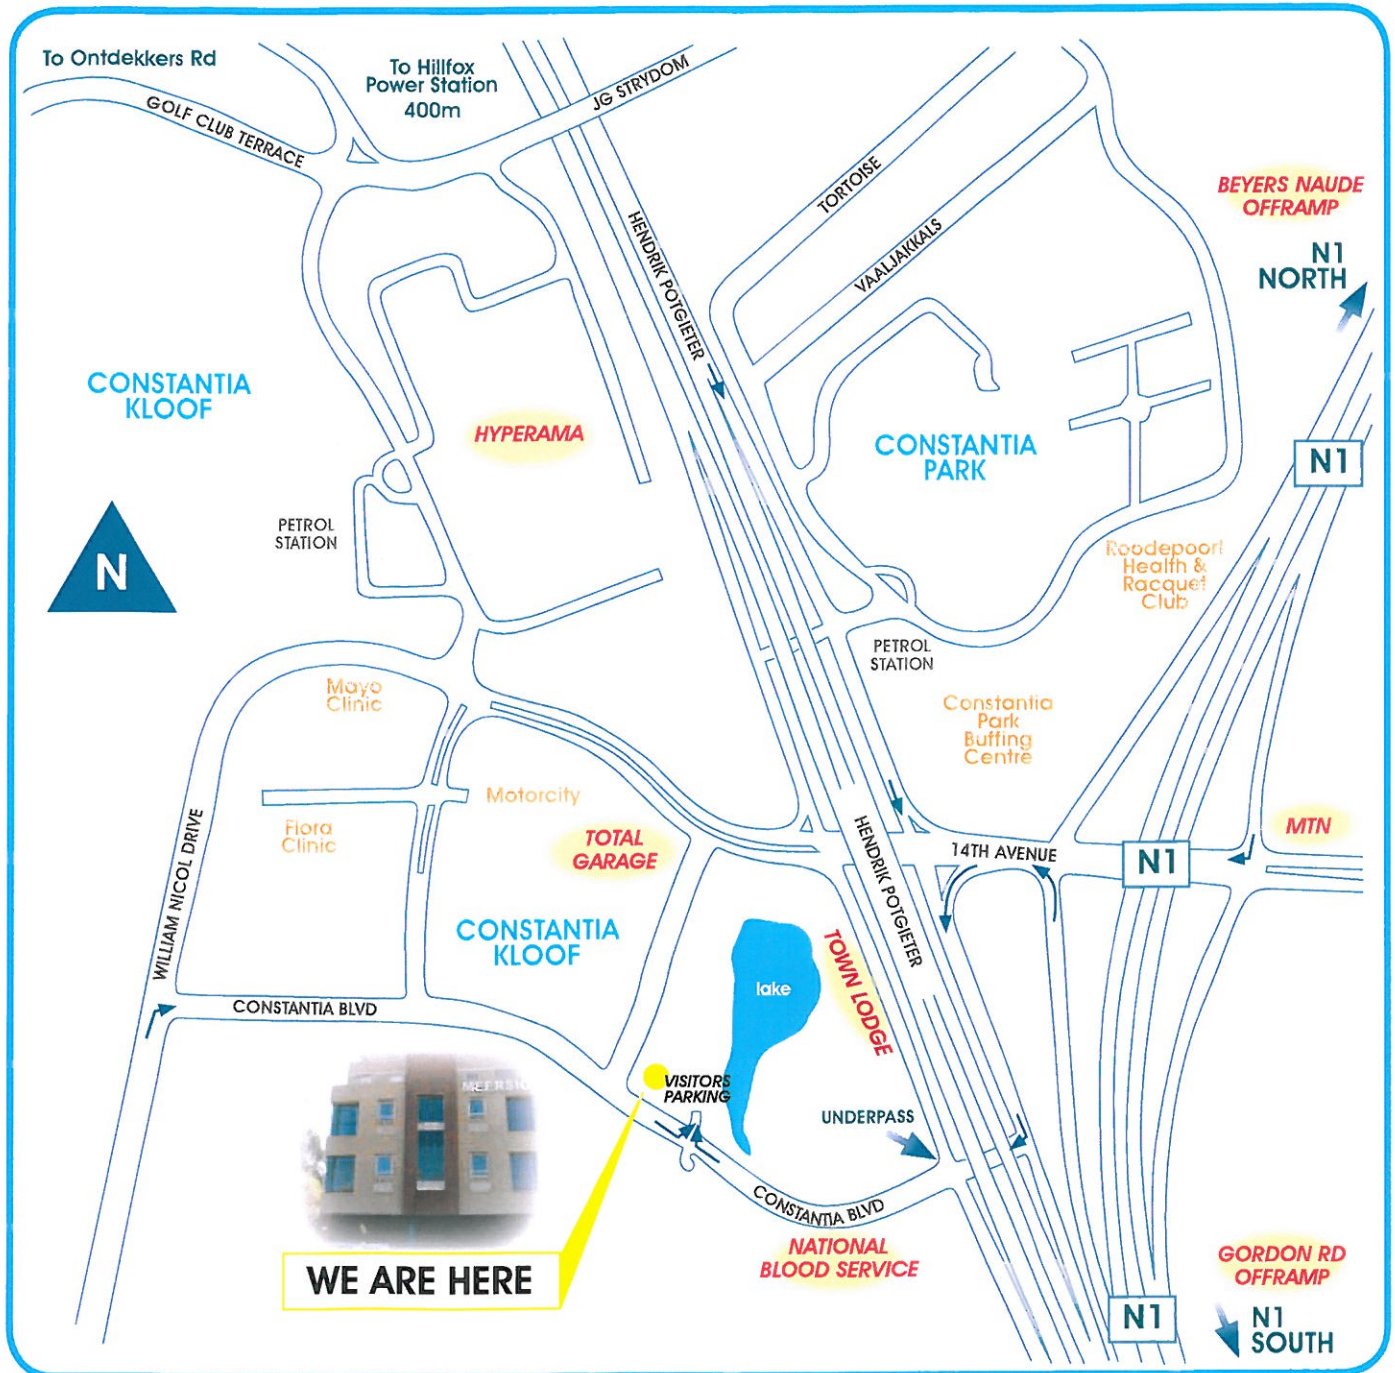 To Ontdekkers Rd
GOLF CLUB TERRACE
To Hillfox
Power Station
400m
JG STRYDOM
TORTOISE
VAALJAKKALS
HENDRIK POTGIETER
BEYERS NAUDE
OFFRAMP
N1
NORTH
CONSTANTIA
KLOOF
HYPERAMA
CONSTANTIA
PARK
N1
PETROL
STATION
N
Roodepoort
Health &
Racquet
Club
PETROL
STATION
Mayo
Clinic
Constantia
Park
Buffing
Centre
Motorcity
Flora
Clinic
TOTAL
GARAGE
MTN
WILLIAM NICOL DRIVE
HENDRIK POTGIETER
14TH AVENUE
N1
CONSTANTIA
KLOOF
lake
TOWN LODGE
CONSTANTIA BLVD
VISITORS
PARKING
MEFRSIC
UNDERPASS
CONSTANTIA BLVD
NATIONAL
BLOOD SERVICE
WE ARE HERE
GORDON RD
OFFRAMP
N1
N1
SOUTH